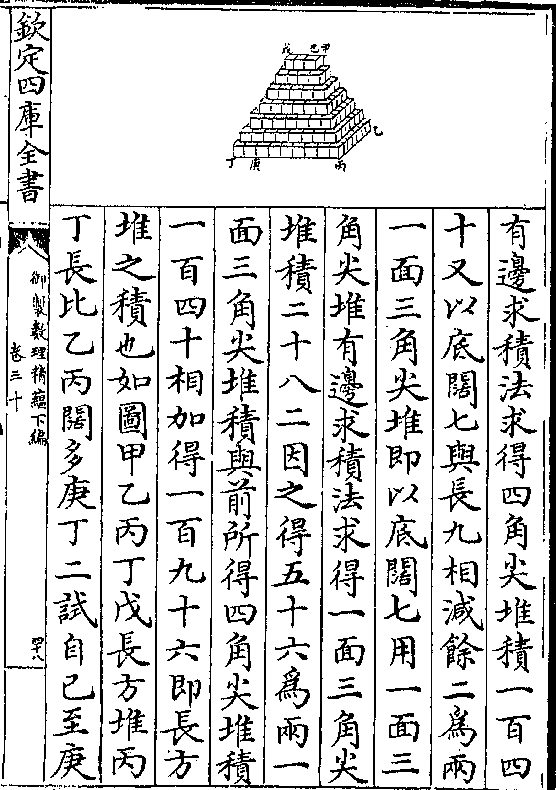 有邊求積法求得四角尖堆積一百四
十又以底闊七與長九相減餘二為兩
一面三角尖堆即以底闊七用一面三
角尖堆有邊求積法求得一面三角尖
堆積二十八二因之得五十六為兩一
面三角尖堆積與前所得四角尖堆積
一百四十相加得一百九十六即長方
堆之積也如圖甲乙丙丁戊長方堆丙
丁長比乙丙闊多庚丁二試自已至庚
欽定四庫全書
御製數理精蘊下編
卷三十
四十八
戊
已
甲
乙
丁
庚
丙